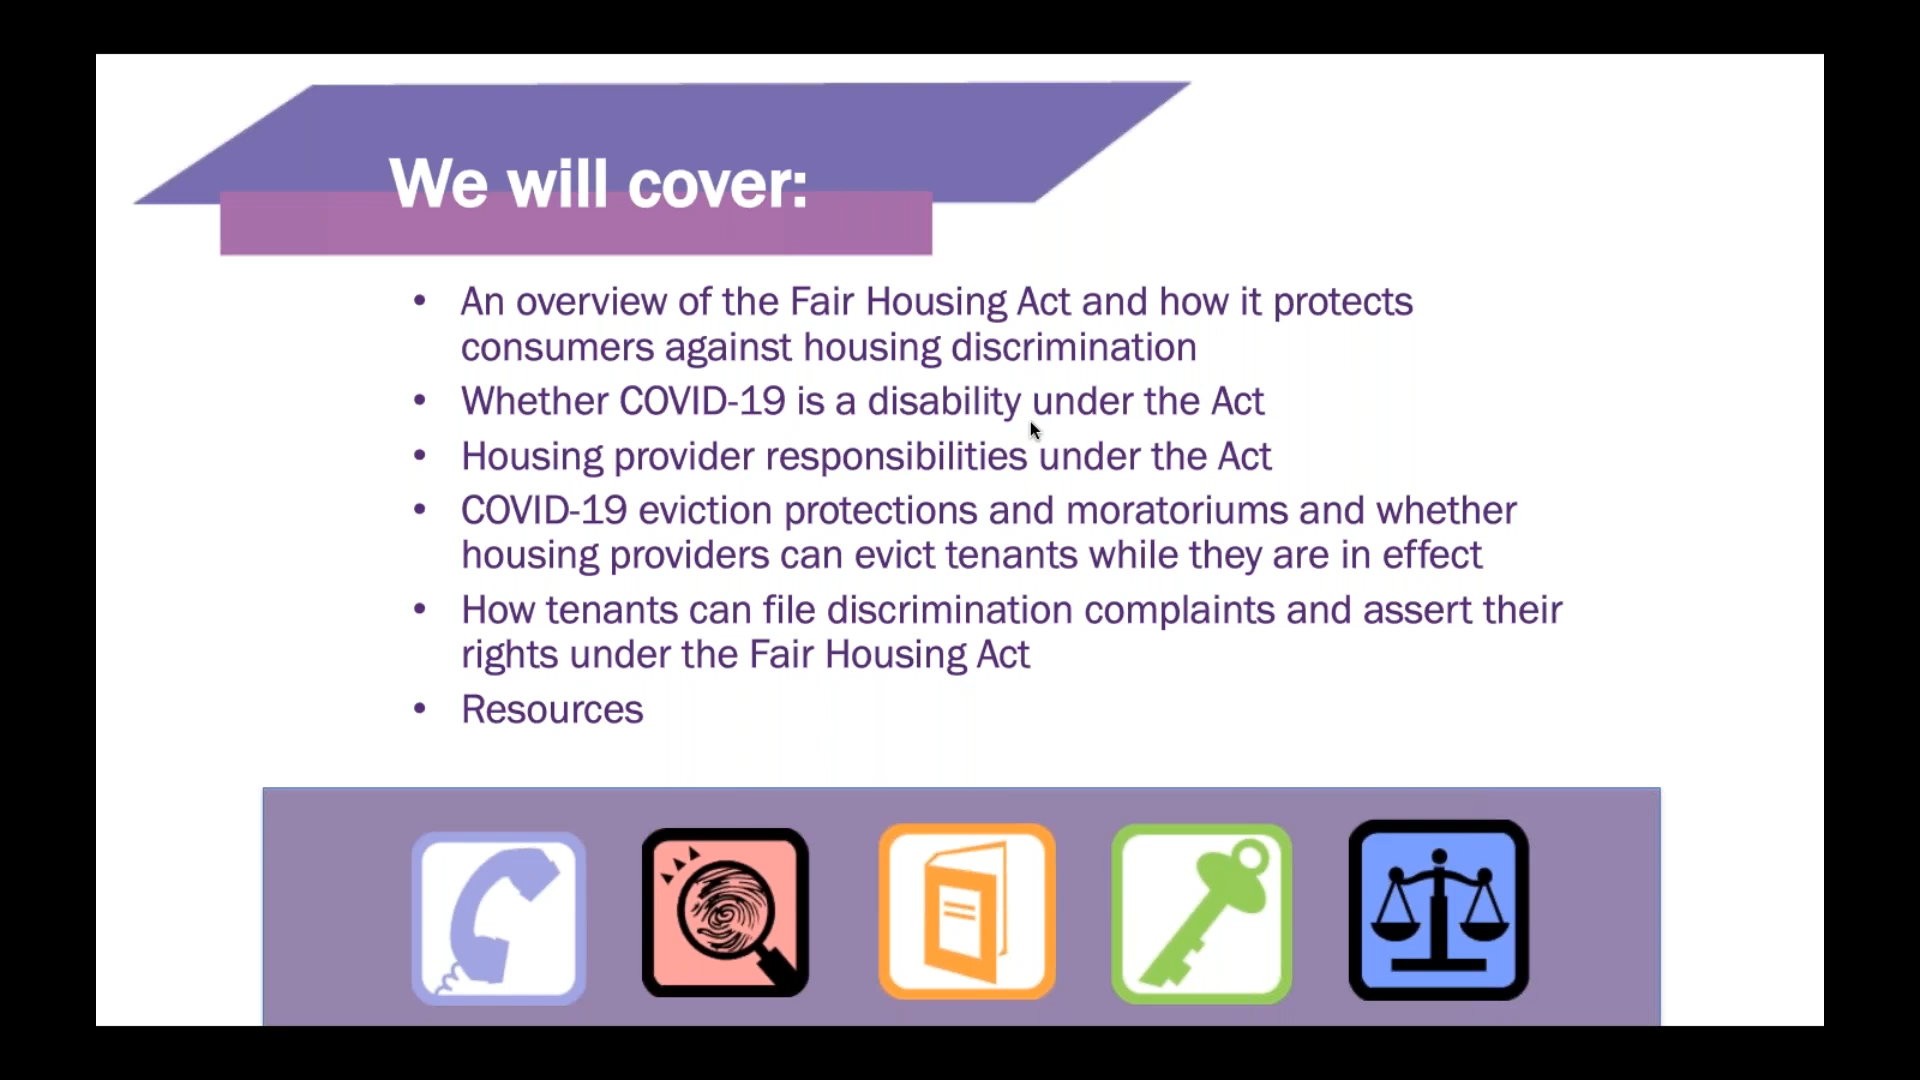 We will cover:
• An overview of the Fair Housing Act and how it protects
consumers against housing discrimination
• Whether COVID-19 is a disability under the Act
• Housing provider responsibilities under the Act
• COVID-19 eviction protections and moratoriums and whether
housing providers can evict tenants while they are in effect
• How tenants can file discrimination complaints and assert their
rights under the Fair Housing Act
• Resources